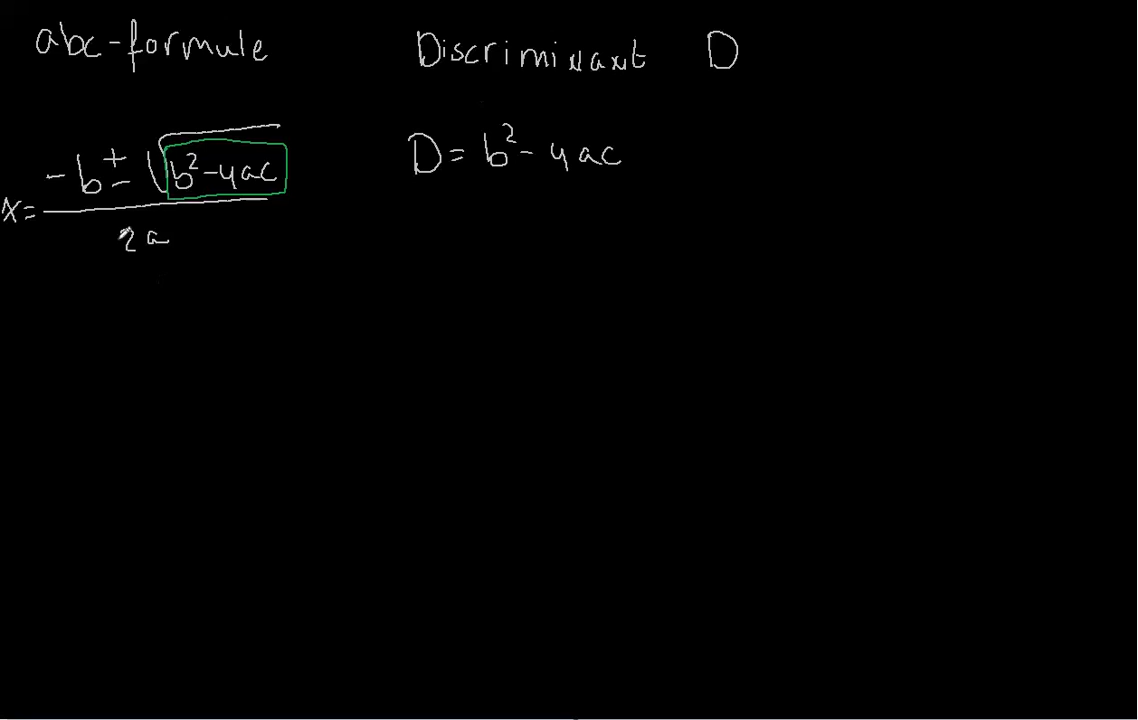 abc-formule
Discriminant D
x = -b ± √b² - 4ac / 2a
D = b² - 4ac